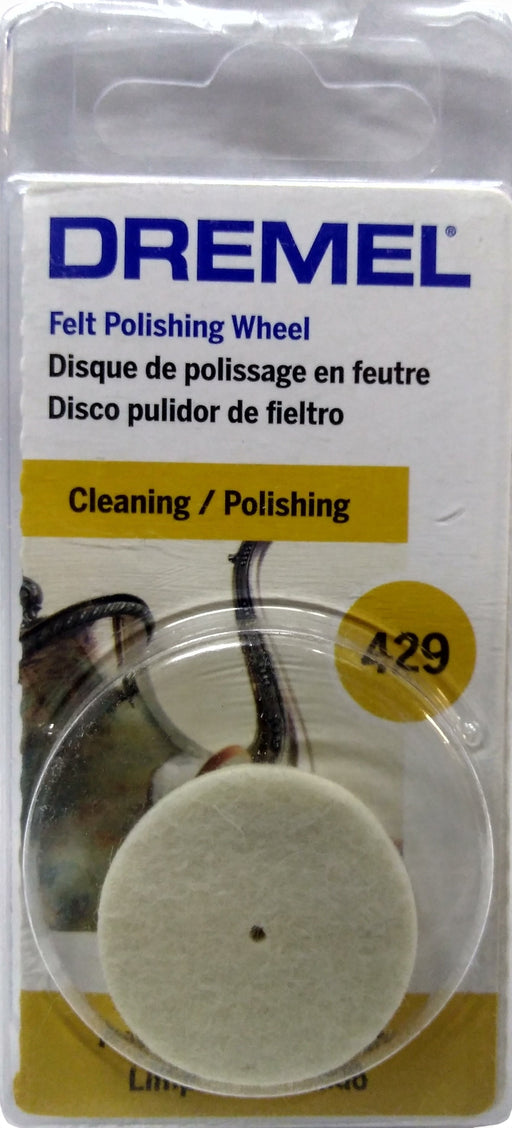 DREMEL®
Felt Polishing Wheel
Disque de polissage en feutre
Disco pulidor de fieltro
Cleaning / Polishing
429